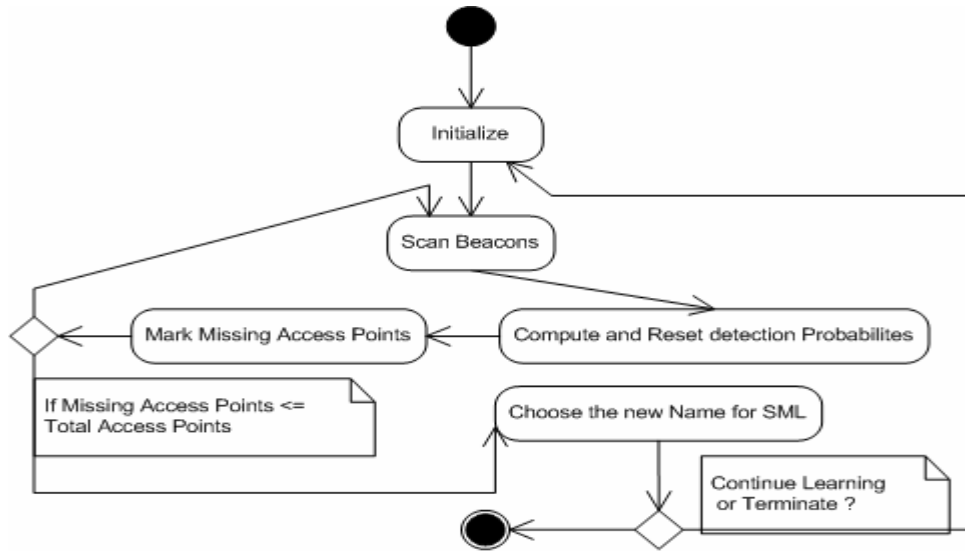 Initialize
Scan Beacons
Mark Missing Access Points
Compute and Reset detection Probabilites
If Missing Access Points <=
Total Access Points
Choose the new Name for SML
Continue Learning
or Terminate ?